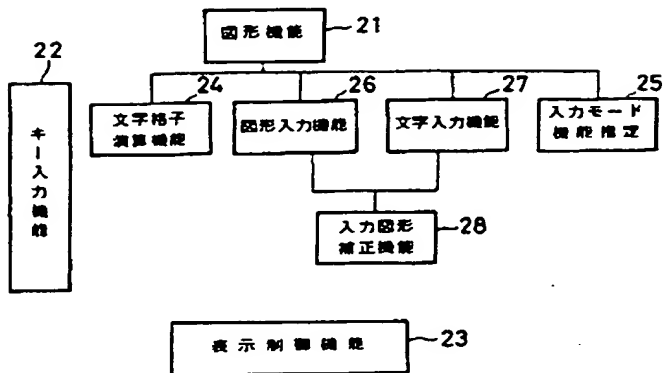 図形機能
21
22
24
26
27
25
キー入力機能
文字格子
演算機能
図形入力機能
文字入力機能
入力モード
機能指定
入力図形
補正機能
28
表示制御機能
23